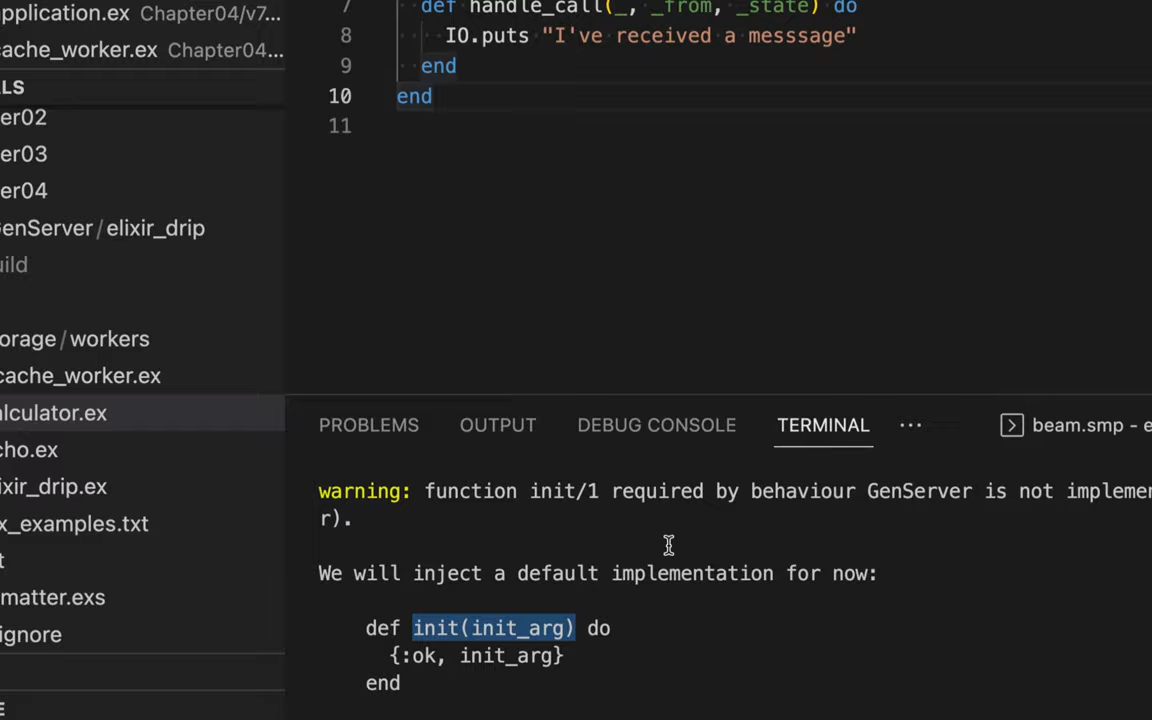 application.ex Chapter04/v7...
cache_worker.ex Chapter04...
LS
er02
er03
er04
GenServer/elixir_drip
uild
orage/workers
cache_worker.ex
alculator.ex
cho.ex
ixir_drip.ex
x_examples.txt
t
matter.exs
ignore
E
7 def handle_call(_, _from, _state) do
8 IO.puts "I've received a messsage"
9 end
10 end
11
PROBLEMS OUTPUT DEBUG CONSOLE TERMINAL ... beam.smp - e
warning: function init/1 required by behaviour GenServer is not implemen
r).
We will inject a default implementation for now:
def init(init_arg) do
{:ok, init_arg}
end